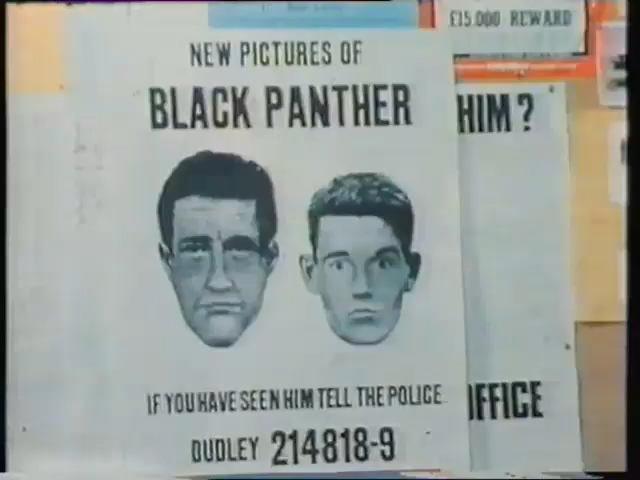 £15,000 REWARD
NEW PICTURES OF
BLACK PANTHER
HIM?
IF YOU HAVE SEEN HIM TELL THE POLICE
OFFICE
DUDLEY 214818-9